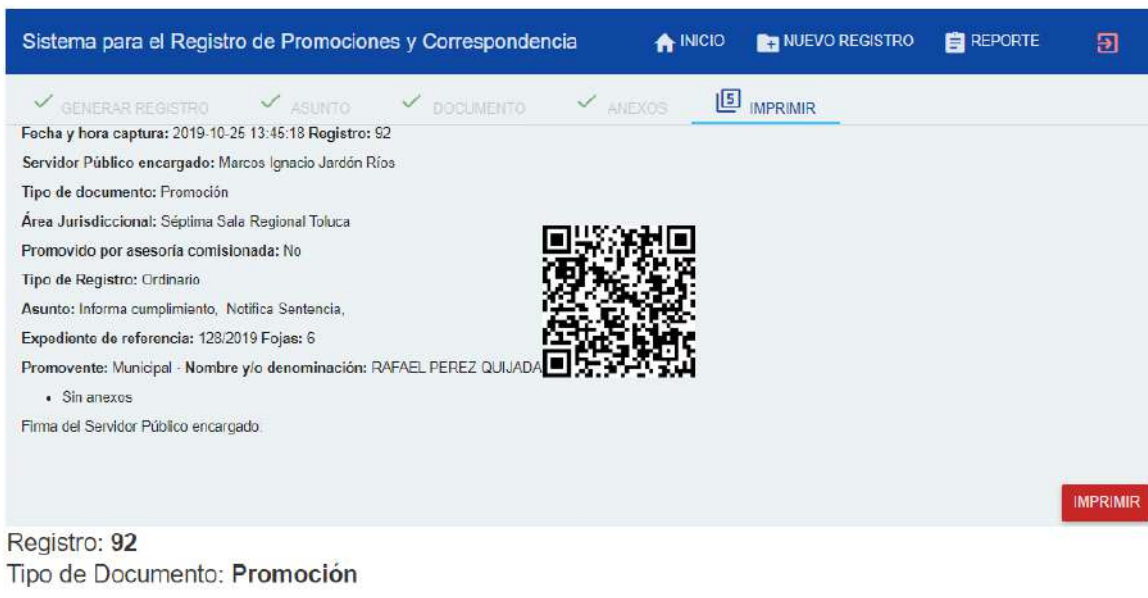 Sistema para el Registro de Promociones y Correspondencia INICIO NUEVO REGISTRO REPORTE
GENERAR REGISTRO ASUNTO DOCUMENTO ANEXOS 5 IMPRIMIR
Fecha y hora captura: 2019-10-25 13:45:18 Registro: 92
Servidor Público encargado: Marcos Ignacio Jardón Ríos
Tipo de documento: Promoción
Área Jurisdiccional: Séptima Sala Regional Toluca
Promovido por asesoría comisionada: No
Tipo de Registro: Ordinario
Asunto: Informa cumplimiento, Notifica Sentencia,
Expediente de referencia: 128/2019 Fojas: 6
Promovente: Municipal - Nombre y/o denominación: RAFAEL PEREZ QUIJADA
• Sin anexos
Firma del Servidor Público encargado:
IMPRIMIR
Registro: 92
Tipo de Documento: Promoción